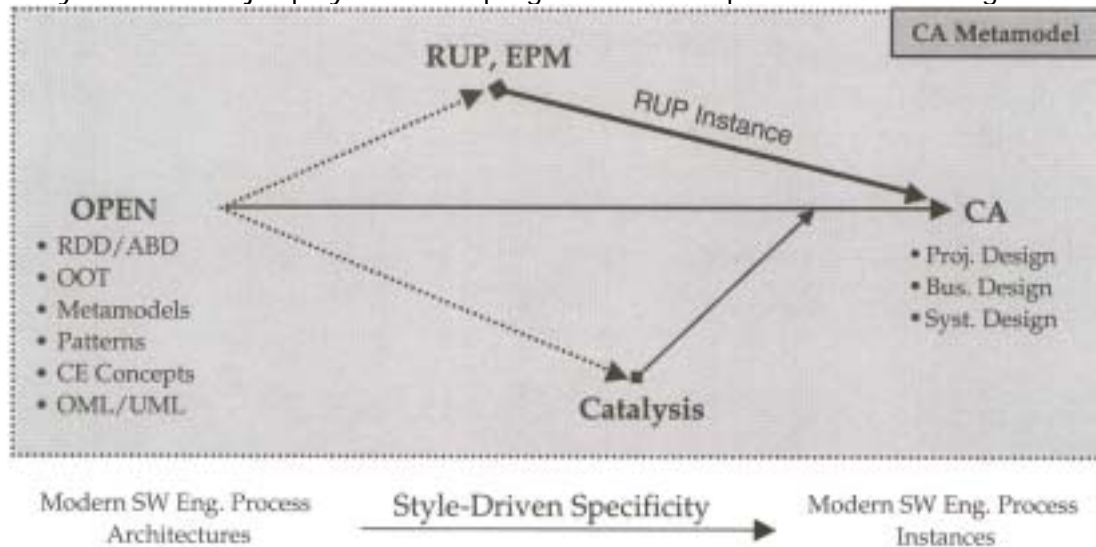 CA Metamodel
RUP, EPM
RUP Instance
OPEN
• RDD/ABD
• OOT
• Metamodels
• Patterns
• CE Concepts
• OML/UML
CA
• Proj. Design
• Bus. Design
• Syst. Design
Catalysis
Modern SW Eng. Process
Architectures
Style-Driven Specificity
Modern SW Eng. Process
Instances